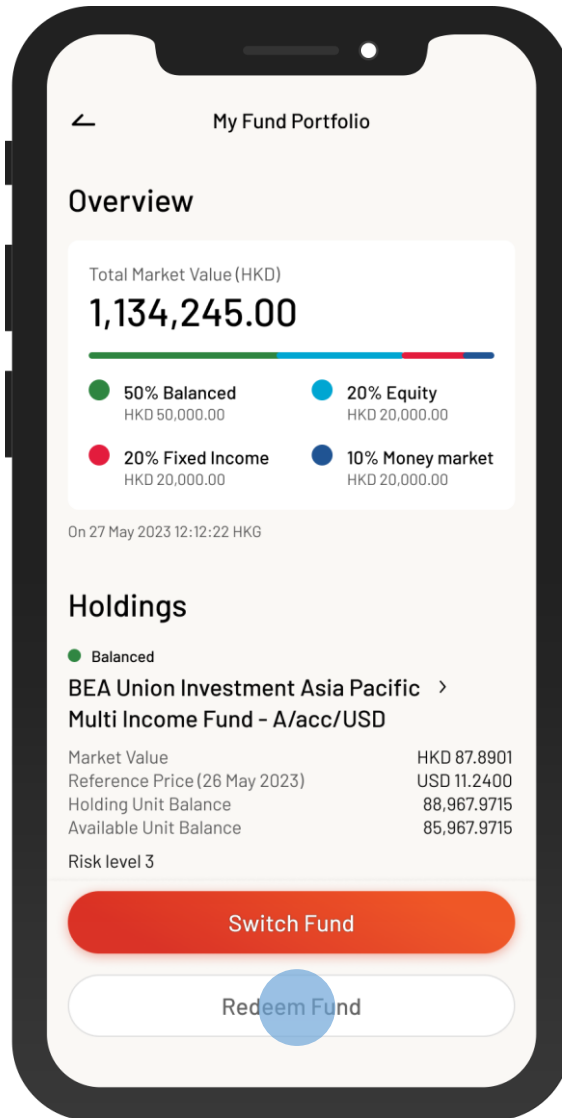 My Fund Portfolio
Overview
Total Market Value (HKD)
1,134,245.00
50% Balanced
HKD 50,000.00
20% Equity
HKD 20,000.00
20% Fixed Income
HKD 20,000.00
10% Money market
HKD 20,000.00
On 27 May 2023 12:12:22 HKG
Holdings
Balanced
BEA Union Investment Asia Pacific
Multi Income Fund - A/acc/USD
Market Value HKD 87.8901
Reference Price (26 May 2023) USD 11.2400
Holding Unit Balance 88,967.9715
Available Unit Balance 85,967.9715
Risk level 3
Switch Fund
Redeem Fund